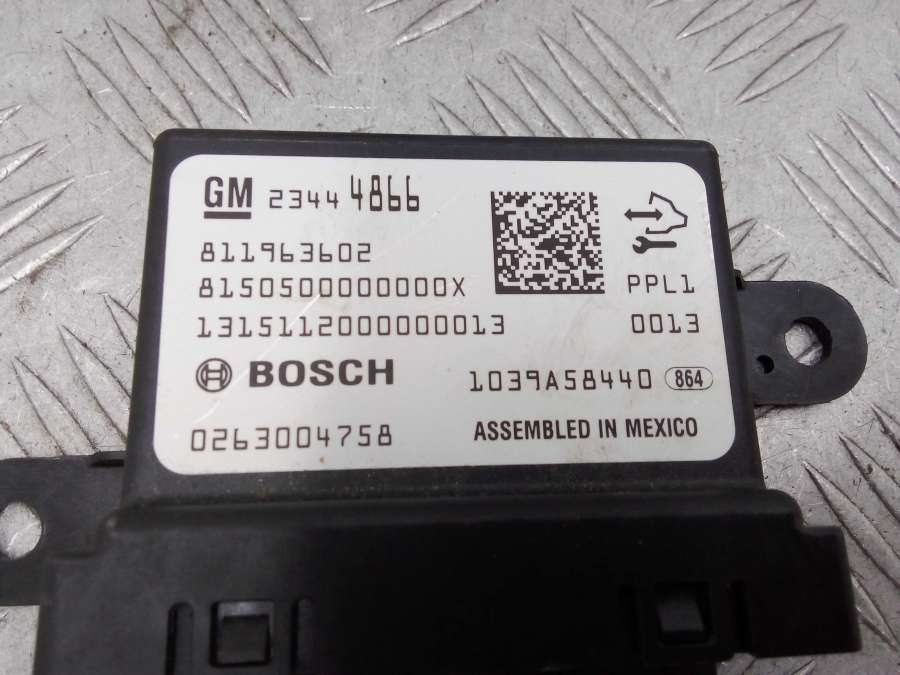 GM 23444866
811963602
8150500000000X PPL1
1315112000000013 0013
BOSCH 1039A58440 864
0263004758 ASSEMBLED IN MEXICO